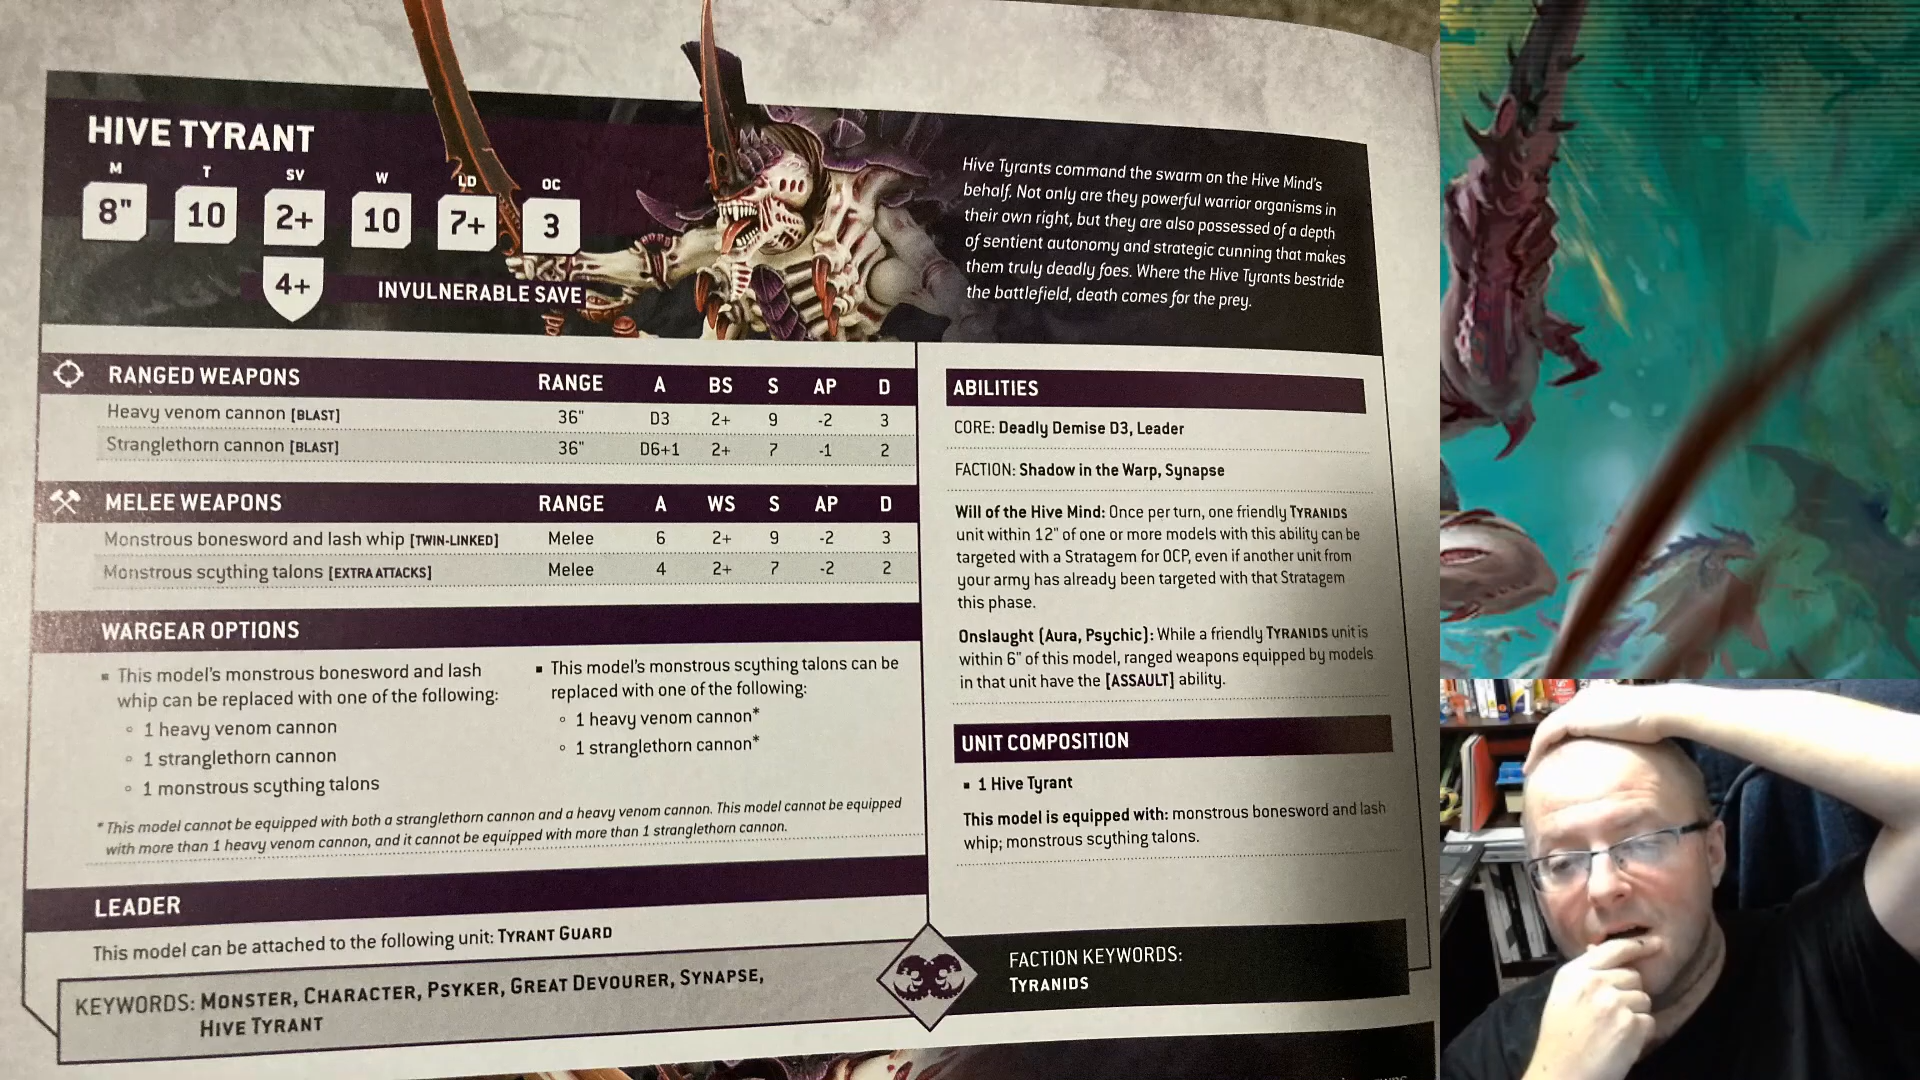 HIVE TYRANT
M T SV W LD OC
8" 10 2+ 10 7+ 3
4+ INVULNERABLE SAVE
Hive Tyrants command the swarm on the Hive Mind's
behalf. Not only are they powerful warrior organisms in
their own right, but they are also possessed of a depth
of sentient autonomy and strategic cunning that makes
them truly deadly foes. Where the Hive Tyrants bestride
the battlefield, death comes for the prey.
RANGED WEAPONS RANGE A BS S AP D
Heavy venom cannon [BLAST] 36" D3 2+ 9 -2 3
Stranglethorn cannon [BLAST] 36" D6+1 2+ 7 -1 2
MELEE WEAPONS RANGE A WS S AP D
Monstrous bonesword and lash whip [TWIN-LINKED] Melee 6 2+ 9 -2 3
Monstrous scything talons [EXTRA ATTACKS] Melee 4 2+ 7 -2 2
WARGEAR OPTIONS
▪ This model's monstrous bonesword and lash
whip can be replaced with one of the following:
◦ 1 heavy venom cannon
◦ 1 stranglethorn cannon
◦ 1 monstrous scything talons
▪ This model's monstrous scything talons can be
replaced with one of the following:
◦ 1 heavy venom cannon*
◦ 1 stranglethorn cannon*
* This model cannot be equipped with both a stranglethorn cannon and a heavy venom cannon. This model cannot be equipped
with more than 1 heavy venom cannon, and it cannot be equipped with more than 1 stranglethorn cannon.
LEADER
This model can be attached to the following unit: TYRANT GUARD
ABILITIES
CORE: Deadly Demise D3, Leader
FACTION: Shadow in the Warp, Synapse
Will of the Hive Mind: Once per turn, one friendly TYRANIDS
unit within 12" of one or more models with this ability can be
targeted with a Stratagem for 0CP, even if another unit from
your army has already been targeted with that Stratagem
this phase.
Onslaught (Aura, Psychic): While a friendly TYRANIDS unit is
within 6" of this model, ranged weapons equipped by models
in that unit have the [ASSAULT] ability.
UNIT COMPOSITION
▪ 1 Hive Tyrant
This model is equipped with: monstrous bonesword and lash
whip; monstrous scything talons.
KEYWORDS: MONSTER, CHARACTER, PSYKER, GREAT DEVOURER, SYNAPSE,
HIVE TYRANT
FACTION KEYWORDS:
TYRANIDS